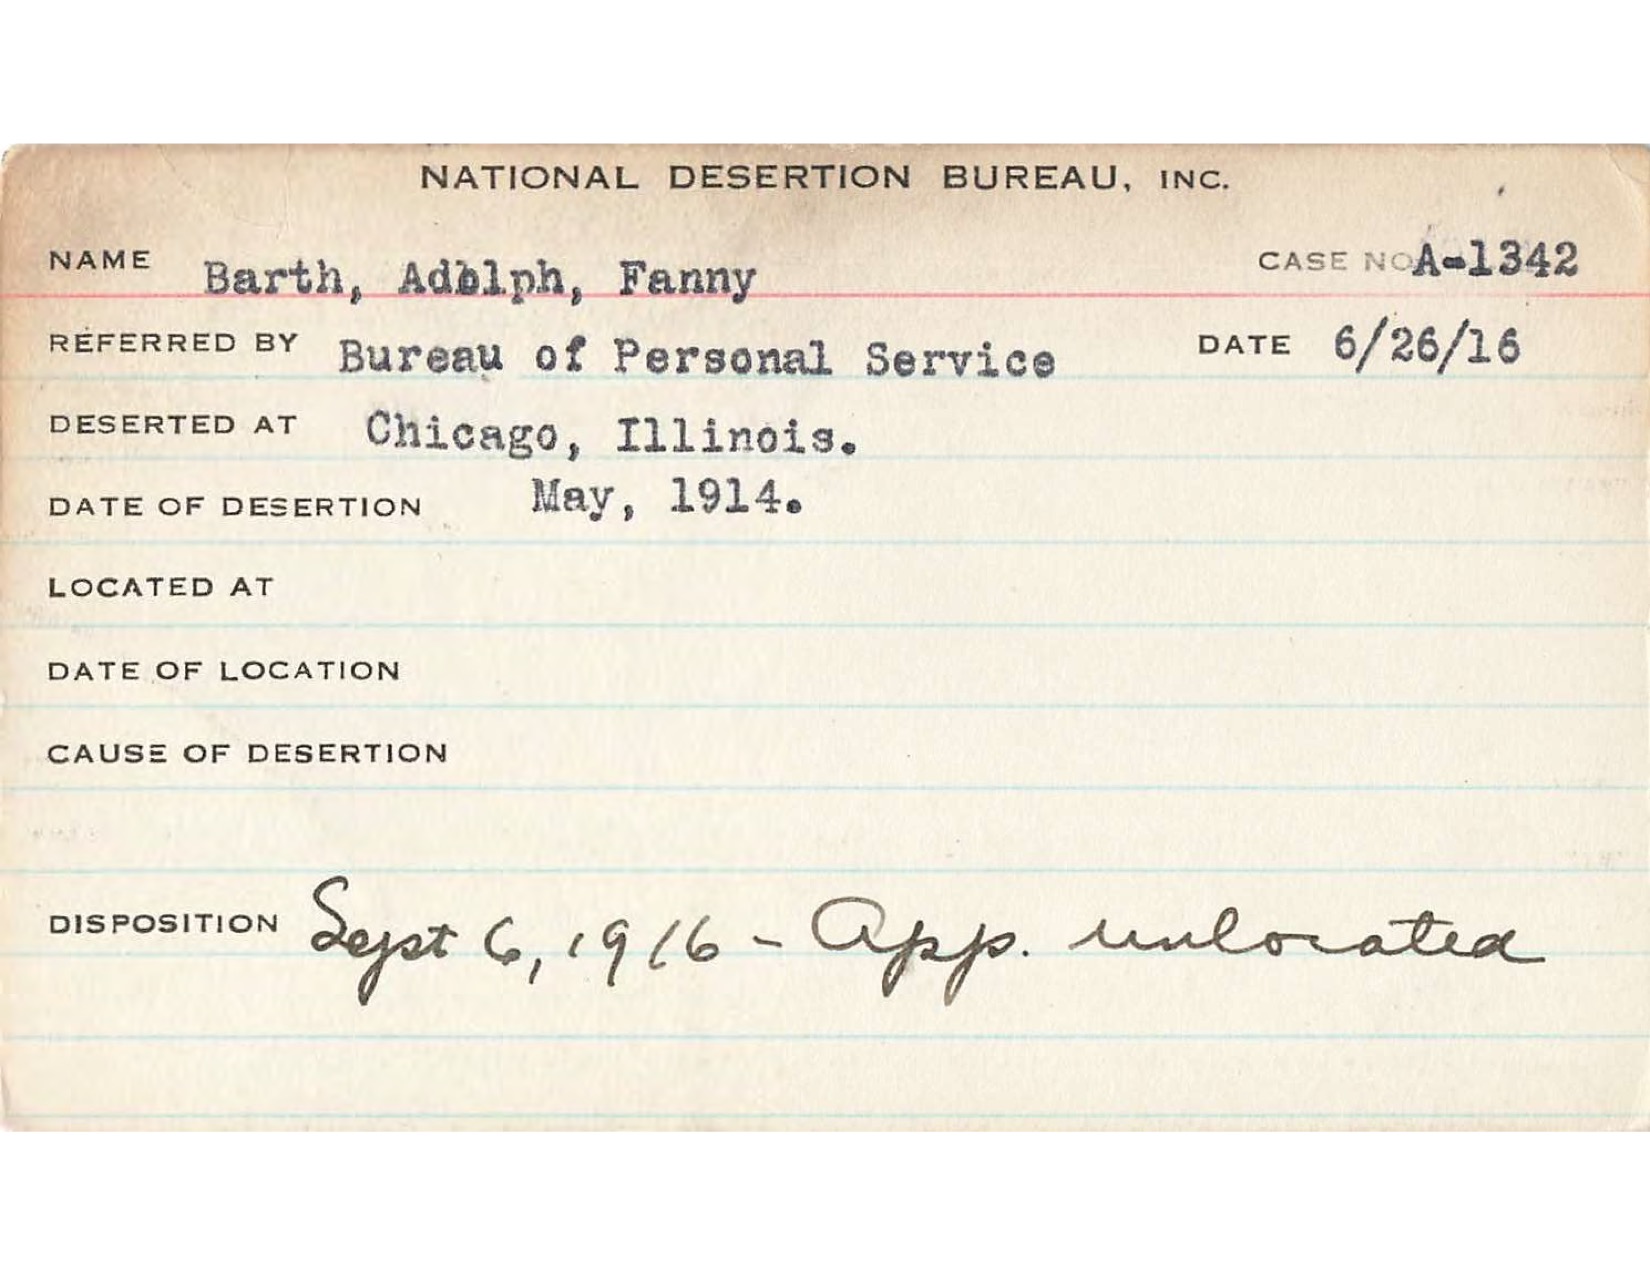 NATIONAL DESERTION BUREAU, INC.
NAME Barth, Adolph, Fanny CASE NO. A-1342
REFERRED BY Bureau of Personal Service DATE 6/26/16
DESERTED AT Chicago, Illinois.
DATE OF DESERTION May, 1914.
LOCATED AT
DATE OF LOCATION
CAUSE OF DESERTION
DISPOSITION Sept 6, 1916 - App. unlocated